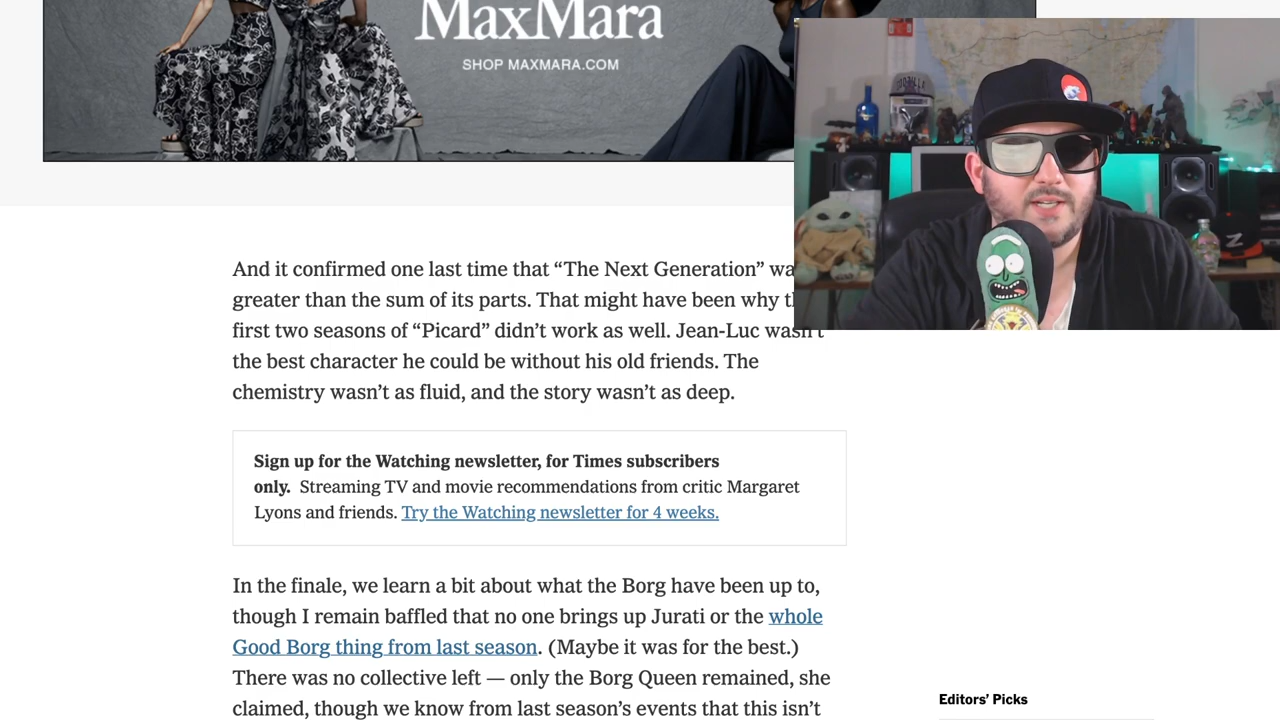 MaxMara
SHOP MAXMARA.COM
And it confirmed one last time that “The Next Generation”
greater than the sum of its parts. That might have been why
first two seasons of “Picard” didn’t work as well. Jean-Luc wasn’t
the best character he could be without his old friends. The
chemistry wasn’t as fluid, and the story wasn’t as deep.
Sign up for the Watching newsletter, for Times subscribers
only. Streaming TV and movie recommendations from critic Margaret
Lyons and friends. Try the Watching newsletter for 4 weeks.
In the finale, we learn a bit about what the Borg have been up to,
though I remain baffled that no one brings up Jurati or the whole
Good Borg thing from last season. (Maybe it was for the best.)
There was no collective left — only the Borg Queen remained, she
claimed, though we know from last season’s events that this isn’t
Editors’ Picks